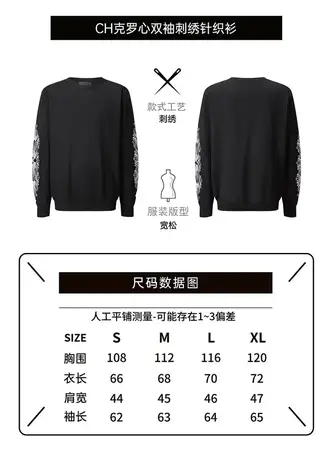 CH克罗心双袖刺绣针织衫
款式工艺
刺绣
服装版型
宽松
尺码数据图
人工平铺测量-可能存在1~3偏差
SIZE S M L XL
胸围 108 112 116 120
衣长 66 68 70 72
肩宽 44 45 46 47
袖长 62 63 64 65